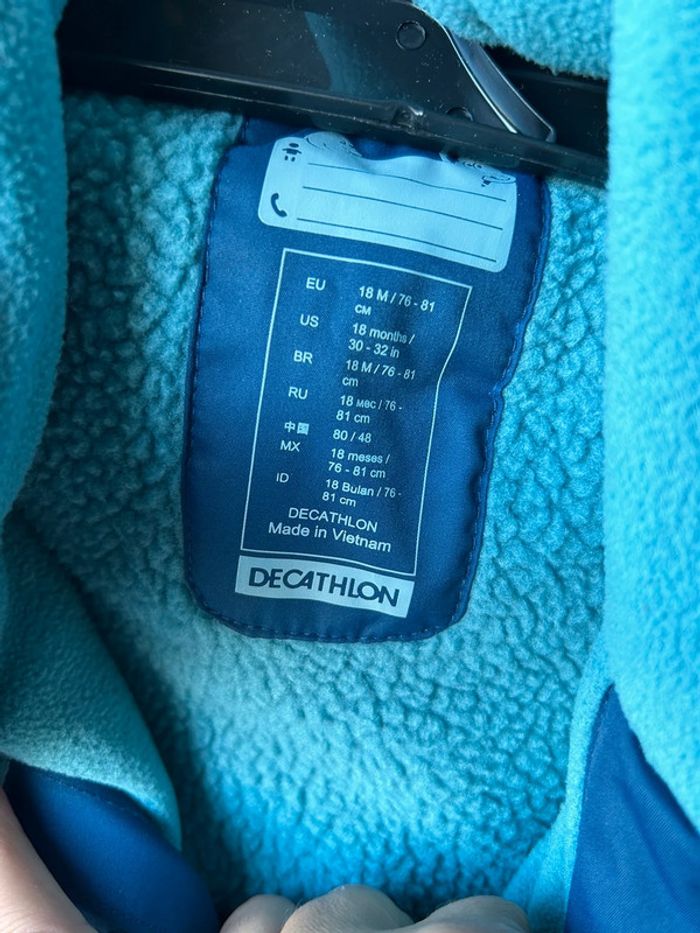 EU 18 M / 76 - 81
CM
US 18 months /
30 - 32 in
BR 18 M / 76 - 81
cm
RU 18 мес / 76 -
81 cm
中国 80 / 48
MX 18 meses /
76 - 81 cm
ID 18 Bulan / 76 -
81 cm
DECATHLON
Made in Vietnam
DECATHLON